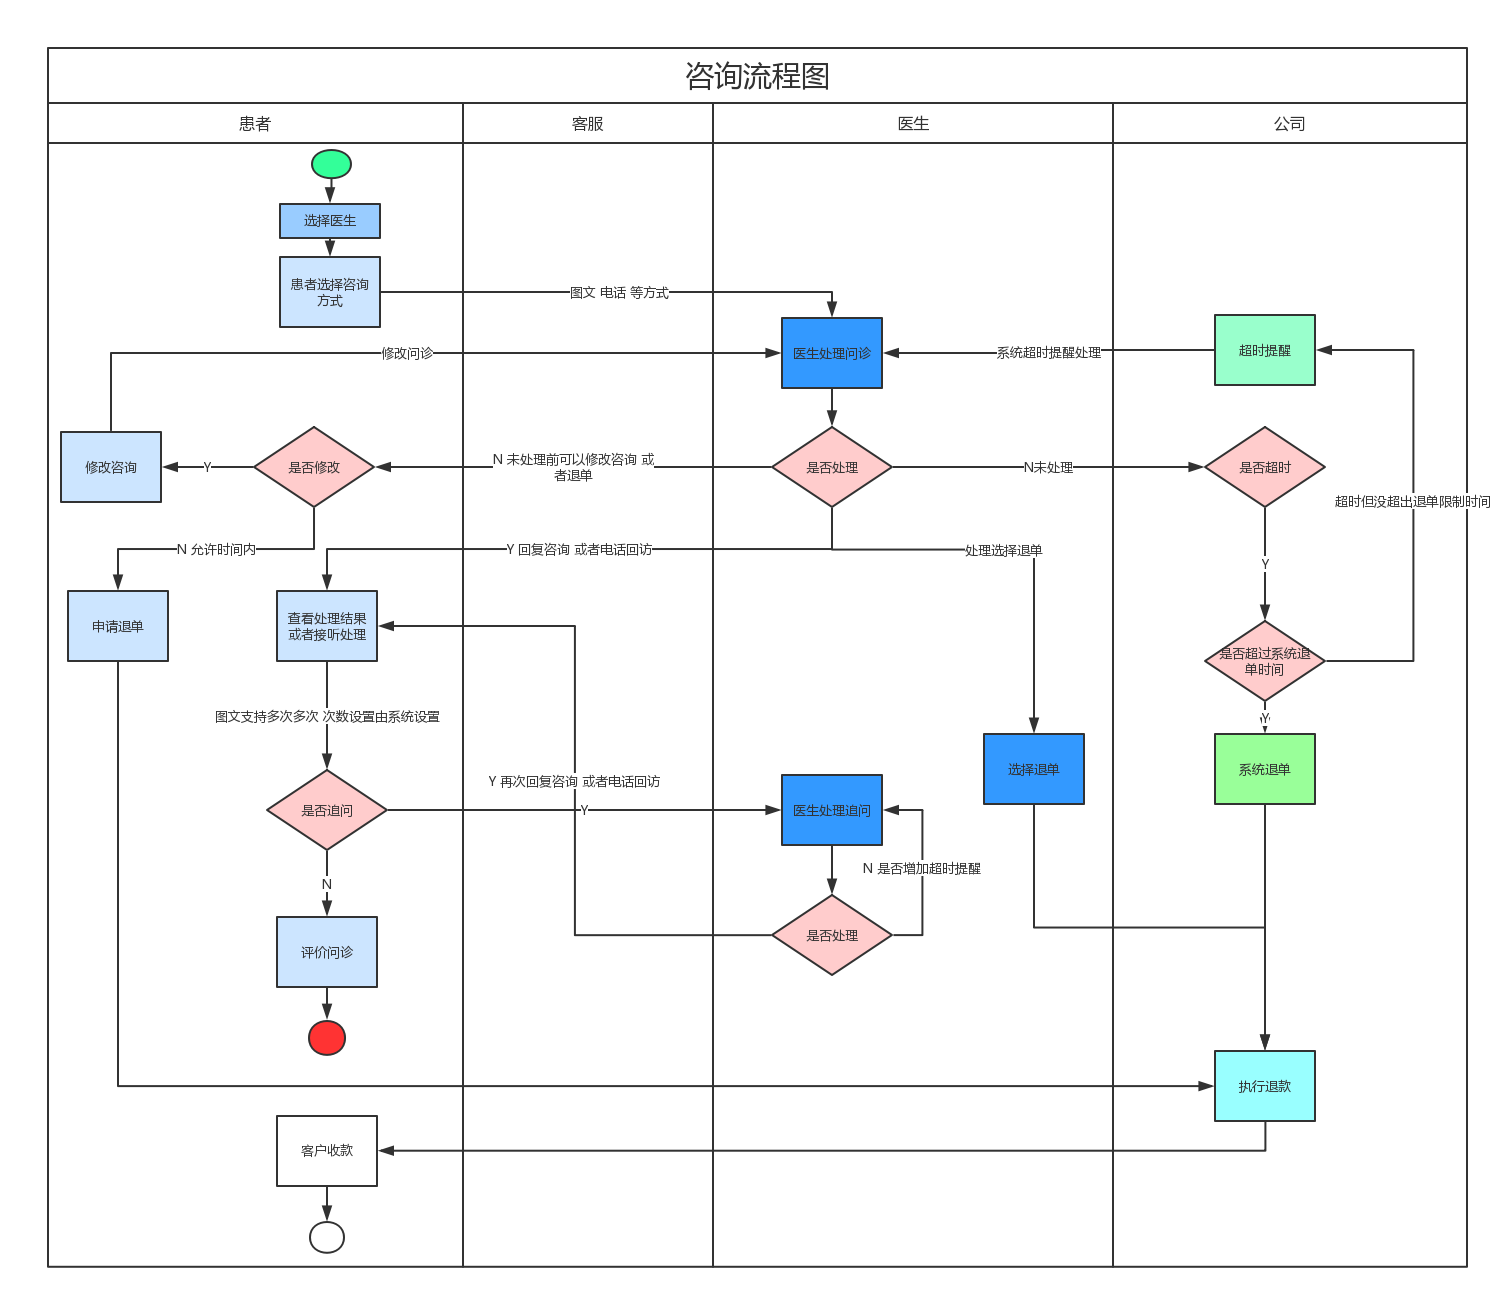 咨询流程图
患者
客服
医生
公司
选择医生
患者选择咨询
方式
图文 电话 等方式
修改问诊
医生处理问诊
系统超时提醒处理
超时提醒
修改咨询
Y
是否修改
N 未处理前可以修改咨询 或
者退单
是否处理
N未处理
是否超时
超时但没超出退单限制时间
N 允许时间内
Y 回复咨询 或者电话回访
处理选择退单
Y
申请退单
查看处理结果
或者接听处理
是否超过系统退
单时间
图文支持多次多次 次数设置由系统设置
Y
选择退单
系统退单
Y 再次回复咨询 或者电话回访
是否追问
Y
医生处理追问
N 是否增加超时提醒
N
是否处理
评价问诊
执行退款
客户收款